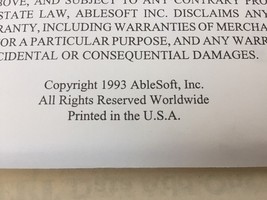 STATE LAW, ABLESOFT INC. DISCLAIMS ANY
RANTY, INCLUDING WARRANTIES OF MERCHA
FOR A PARTICULAR PURPOSE, AND ANY WARR
CIDENTAL OR CONSEQUENTIAL DAMAGES.
Copyright 1993 AbleSoft, Inc.
All Rights Reserved Worldwide
Printed in the U.S.A.